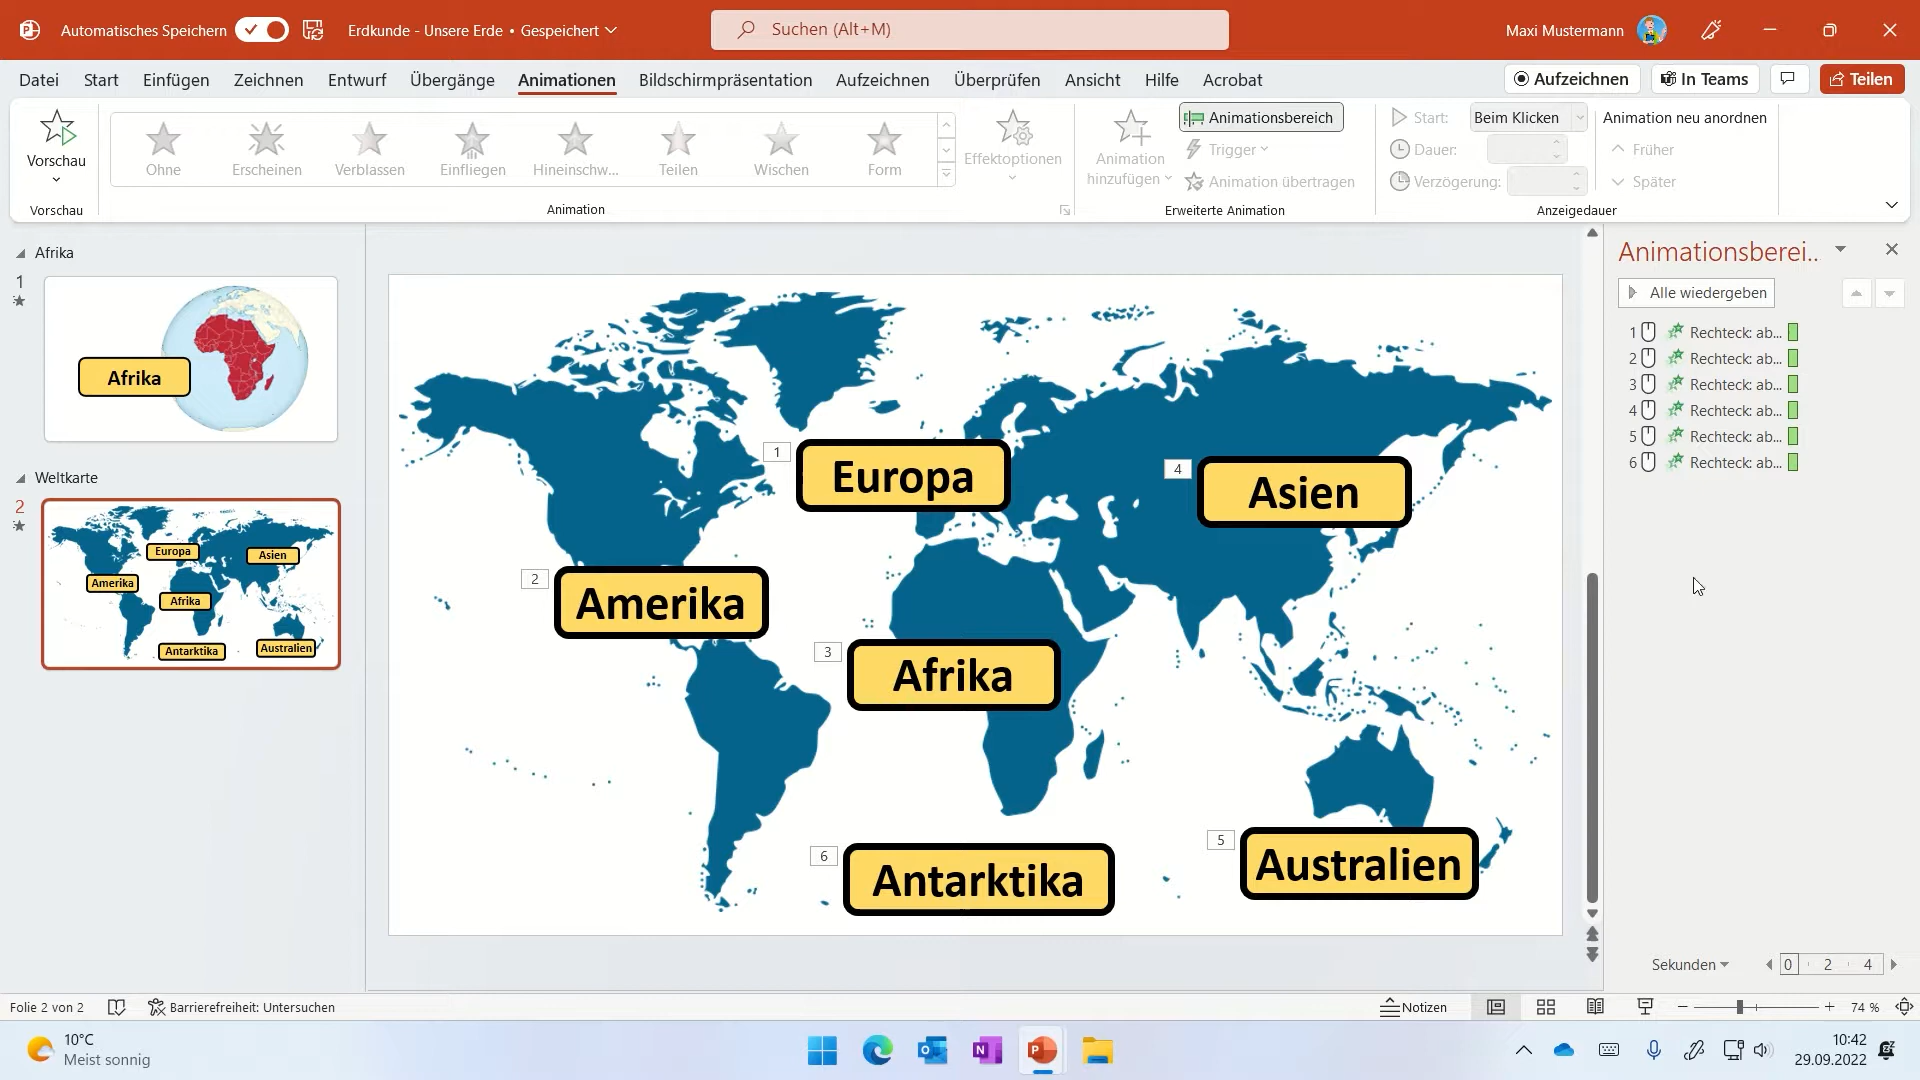 Automatisches Speichern
Erdkunde - Unsere Erde • Gespeichert
Suchen (Alt+M)
Maxi Mustermann
Datei Start Einfügen Zeichnen Entwurf Übergänge Animationen Bildschirmpräsentation Aufzeichnen Überprüfen Ansicht Hilfe Acrobat
Aufzeichnen In Teams Teilen
Vorschau
Vorschau
Ohne Erscheinen Verblassen Einfliegen Hineinschw... Teilen Wischen Form
Animation
Effektoptionen
Animation hinzufügen
Animationsbereich
Trigger
Animation übertragen
Erweiterte Animation
Start: Beim Klicken
Dauer:
Verzögerung:
Animation neu anordnen
Früher
Später
Anzeigedauer
Afrika
1
Afrika
Weltkarte
2
Europa
Asien
Amerika
Afrika
Antarktika
Australien
1
Europa
4
Asien
2
Amerika
3
Afrika
6
Antarktika
5
Australien
Animationsberei..
Alle wiedergeben
1 Rechteck: ab...
2 Rechteck: ab...
3 Rechteck: ab...
4 Rechteck: ab...
5 Rechteck: ab...
6 Rechteck: ab...
Sekunden 0 2 4
Folie 2 von 2
Barrierefreiheit: Untersuchen
Notizen
74 %
10°C
Meist sonnig
10:42
29.09.2022